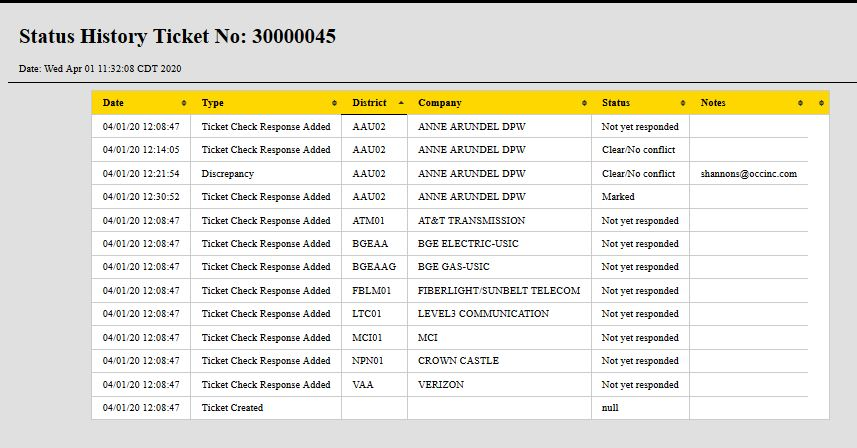 Status History Ticket No: 30000045
Date: Wed Apr 01 11:32:08 CDT 2020
Date Type District Company Status Notes
04/01/20 12:08:47 Ticket Check Response Added AAU02 ANNE ARUNDEL DPW Not yet responded
04/01/20 12:14:05 Ticket Check Response Added AAU02 ANNE ARUNDEL DPW Clear/No conflict
04/01/20 12:21:54 Discrepancy AAU02 ANNE ARUNDEL DPW Clear/No conflict shannons@occinc.com
04/01/20 12:30:52 Ticket Check Response Added AAU02 ANNE ARUNDEL DPW Marked
04/01/20 12:08:47 Ticket Check Response Added ATM01 AT&T TRANSMISSION Not yet responded
04/01/20 12:08:47 Ticket Check Response Added BGEAA BGE ELECTRIC-USIC Not yet responded
04/01/20 12:08:47 Ticket Check Response Added BGEAAG BGE GAS-USIC Not yet responded
04/01/20 12:08:47 Ticket Check Response Added FBLM01 FIBERLIGHT/SUNBELT TELECOM Not yet responded
04/01/20 12:08:47 Ticket Check Response Added LTC01 LEVEL3 COMMUNICATION Not yet responded
04/01/20 12:08:47 Ticket Check Response Added MCI01 MCI Not yet responded
04/01/20 12:08:47 Ticket Check Response Added NPN01 CROWN CASTLE Not yet responded
04/01/20 12:08:47 Ticket Check Response Added VAA VERIZON Not yet responded
04/01/20 12:08:47 Ticket Created null